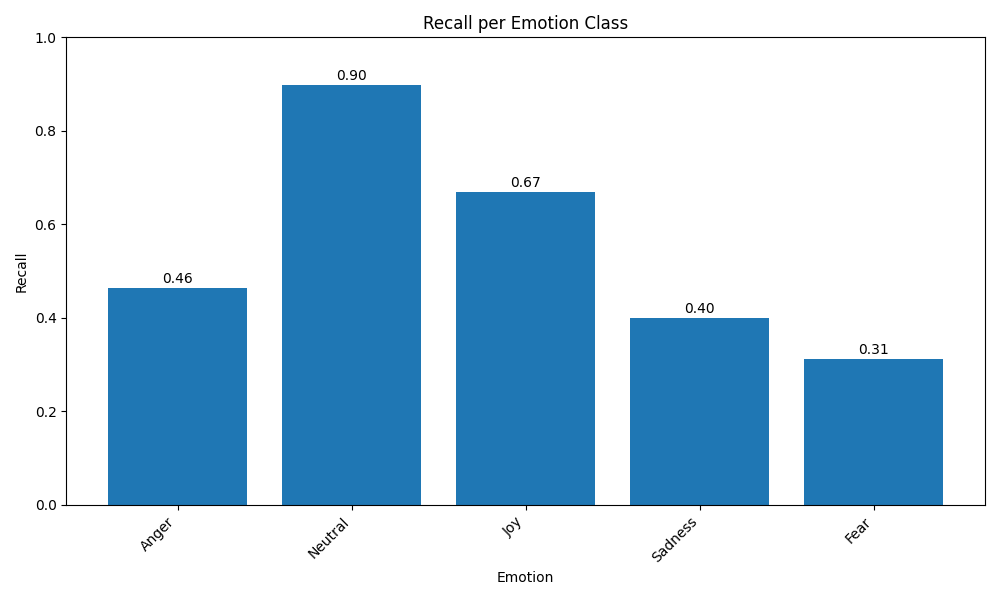 Recall per Emotion Class
1.0
0.8
0.6
0.4
0.2
0.0
Recall
0.46
0.90
0.67
0.40
0.31
Anger
Neutral
Joy
Sadness
Fear
Emotion